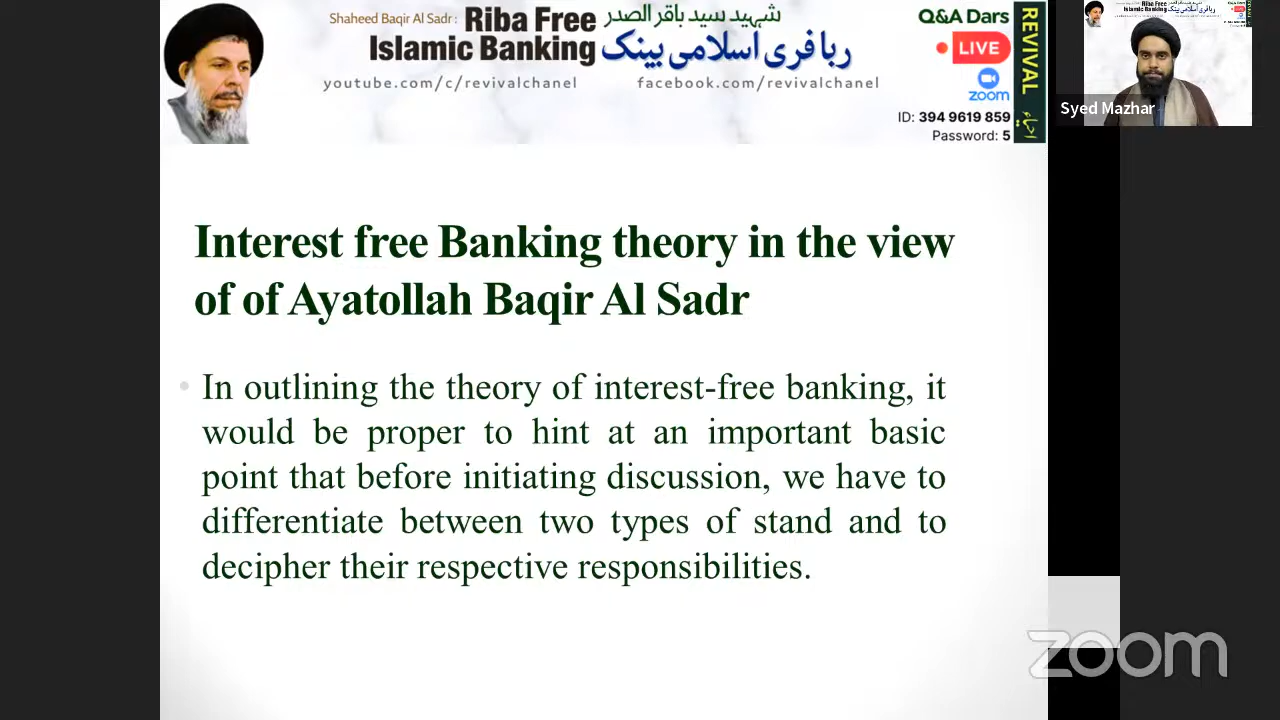 Shaheed Baqir Al Sadr :
Riba Free
Islamic Banking
شہید سید باقر الصدر
ربا فری اسلامی بینک
youtube.com/c/revivalchanel
facebook.com/revivalchanel
Q&A Dars
LIVE
zoom
ID: 394 9619 859
Password: 5
REVIVAL
احیاء
Syed Mazhar
Interest free Banking theory in the view
of of Ayatollah Baqir Al Sadr
• In outlining the theory of interest-free banking, it
would be proper to hint at an important basic
point that before initiating discussion, we have to
differentiate between two types of stand and to
decipher their respective responsibilities.
zoom